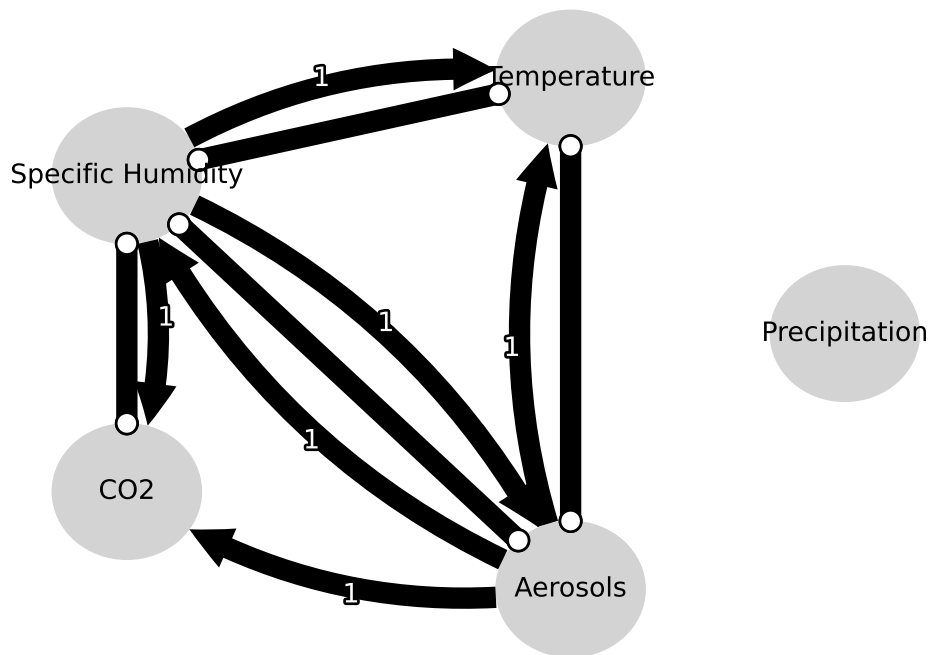 1
Temperature
Specific Humidity
1
1
Precipitation
1
1
CO2
Aerosols
1